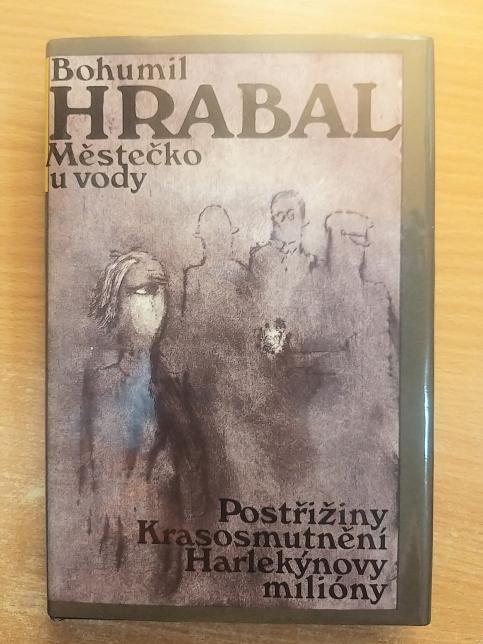 Bohumil
HRABAL
Městečko
u vody
Postřižiny
Krasosmutnění
Harlekýnovy
milióny